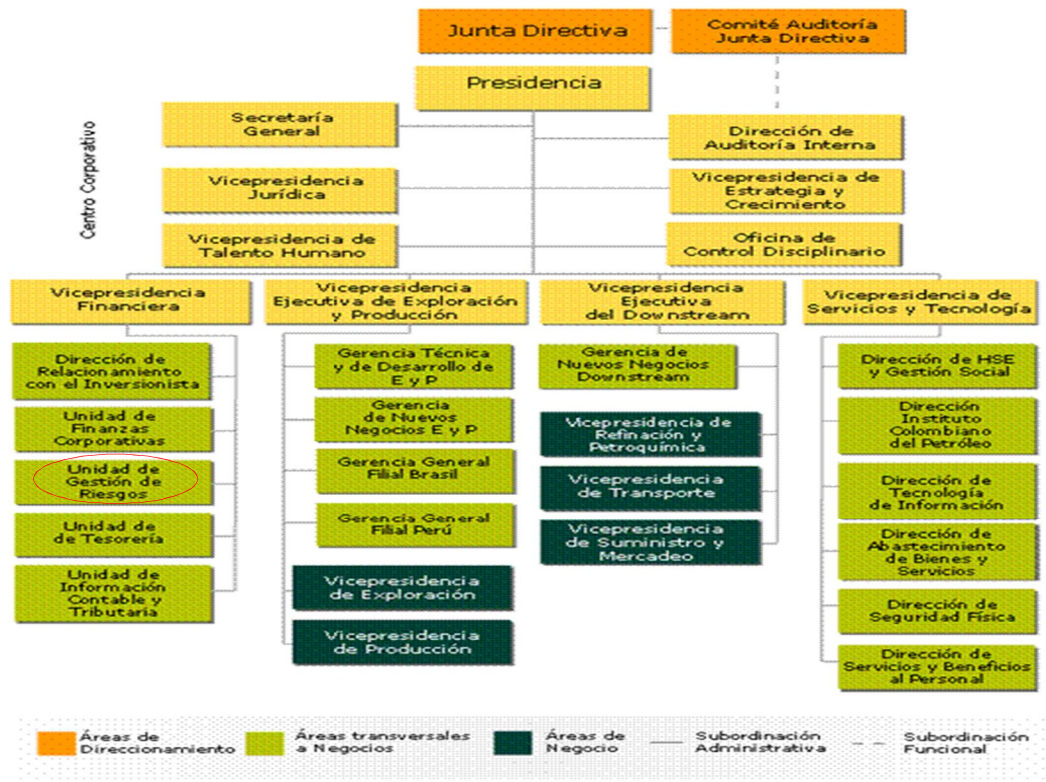 Junta Directiva
Comité Auditoría
Junta Directiva
Presidencia
Centro Corporativo
Secretaría
General
Dirección de
Auditoría Interna
Vicepresidencia
Jurídica
Vicepresidencia de
Estrategia y
Crecimiento
Vicepresidencia de
Talento Humano
Oficina de
Control Disciplinario
Vicepresidencia
Financiera
Vicepresidencia
Ejecutiva de Exploración
y Producción
Vicepresidencia
Ejecutiva
del Downstream
Vicepresidencia de
Servicios y Tecnología
Dirección de
Relacionamiento
con el Inversionista
Unidad de
Finanzas
Corporativas
Unidad de
Gestión de
Riesgos
Unidad de
de Tesorería
Unidad de
Información
Contable y
Tributaria
Gerencia Técnica
y de Desarrollo de
E y P
Gerencia
de Nuevos
Negocios E y P
Gerencia General
Filial Brasil
Gerencia General
Filial Perú
Vicepresidencia
de Exploración
Vicepresidencia
de Producción
Gerencia de
Nuevos Negocios
Downstream
Vicepresidencia de
Refinación y
Petroquímica
Vicepresidencia
de Transporte
Vicepresidencia
de Suministro y
Mercadeo
Dirección de HSE
y Gestión Social
Dirección
Instituto
Colombiano
del Petróleo
Dirección de
Tecnología
de Información
Dirección de
Abastecimiento
de Bienes y
Servicios
Dirección de
Seguridad Física
Dirección de
Servicios y Beneficios
al Personal
Áreas de
Direccionamiento
Áreas transversales
a Negocios
Áreas de
Negocio
Subordinación
Administrativa
Subordinación
Funcional